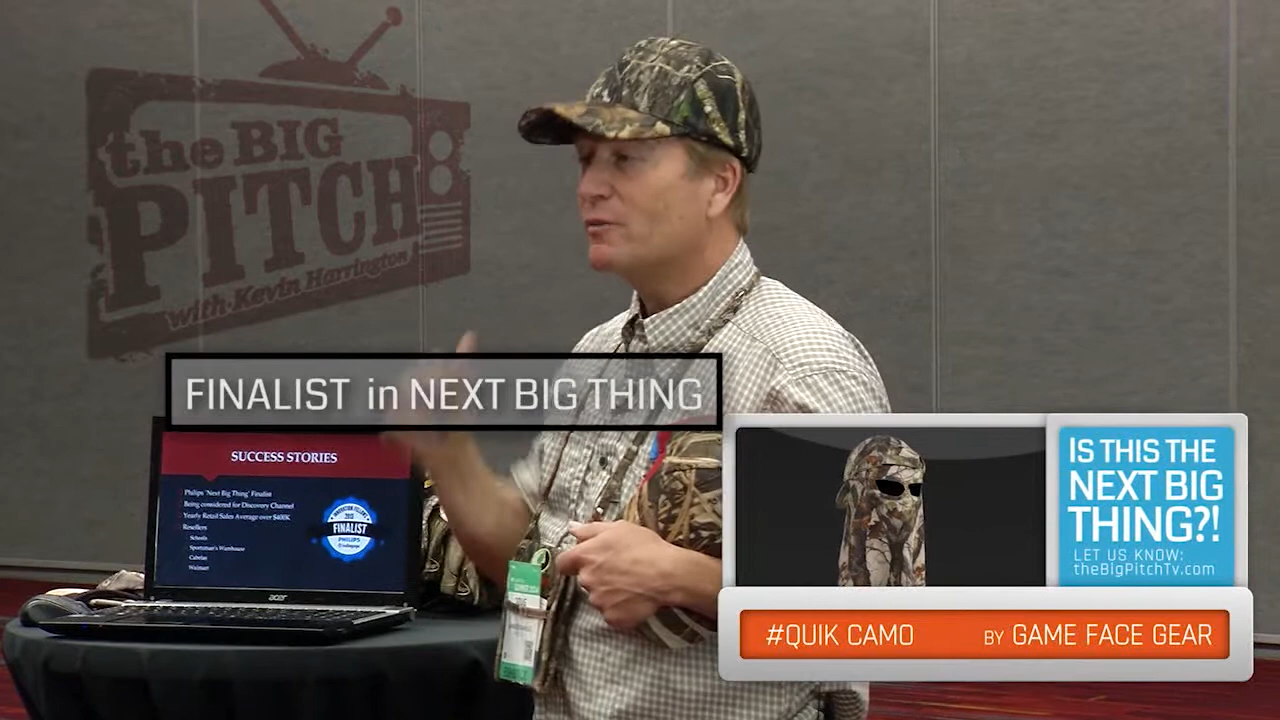 the BIG
PITCH
with Kevin Harrington
FINALIST in NEXT BIG THING
SUCCESS STORIES
Philips 'Next Big Thing' Finalist
Being considered for Discovery Channel
Yearly Retail Sales Average over $400K
Resellers
Schools
Sportsman's Warehouse
Cabelas
Walmart
FINALIST
PHILIPS
acer
IS THIS THE
NEXT BIG
THING?!
LET US KNOW:
theBigPitchTv.com
#QUIK CAMO BY GAME FACE GEAR